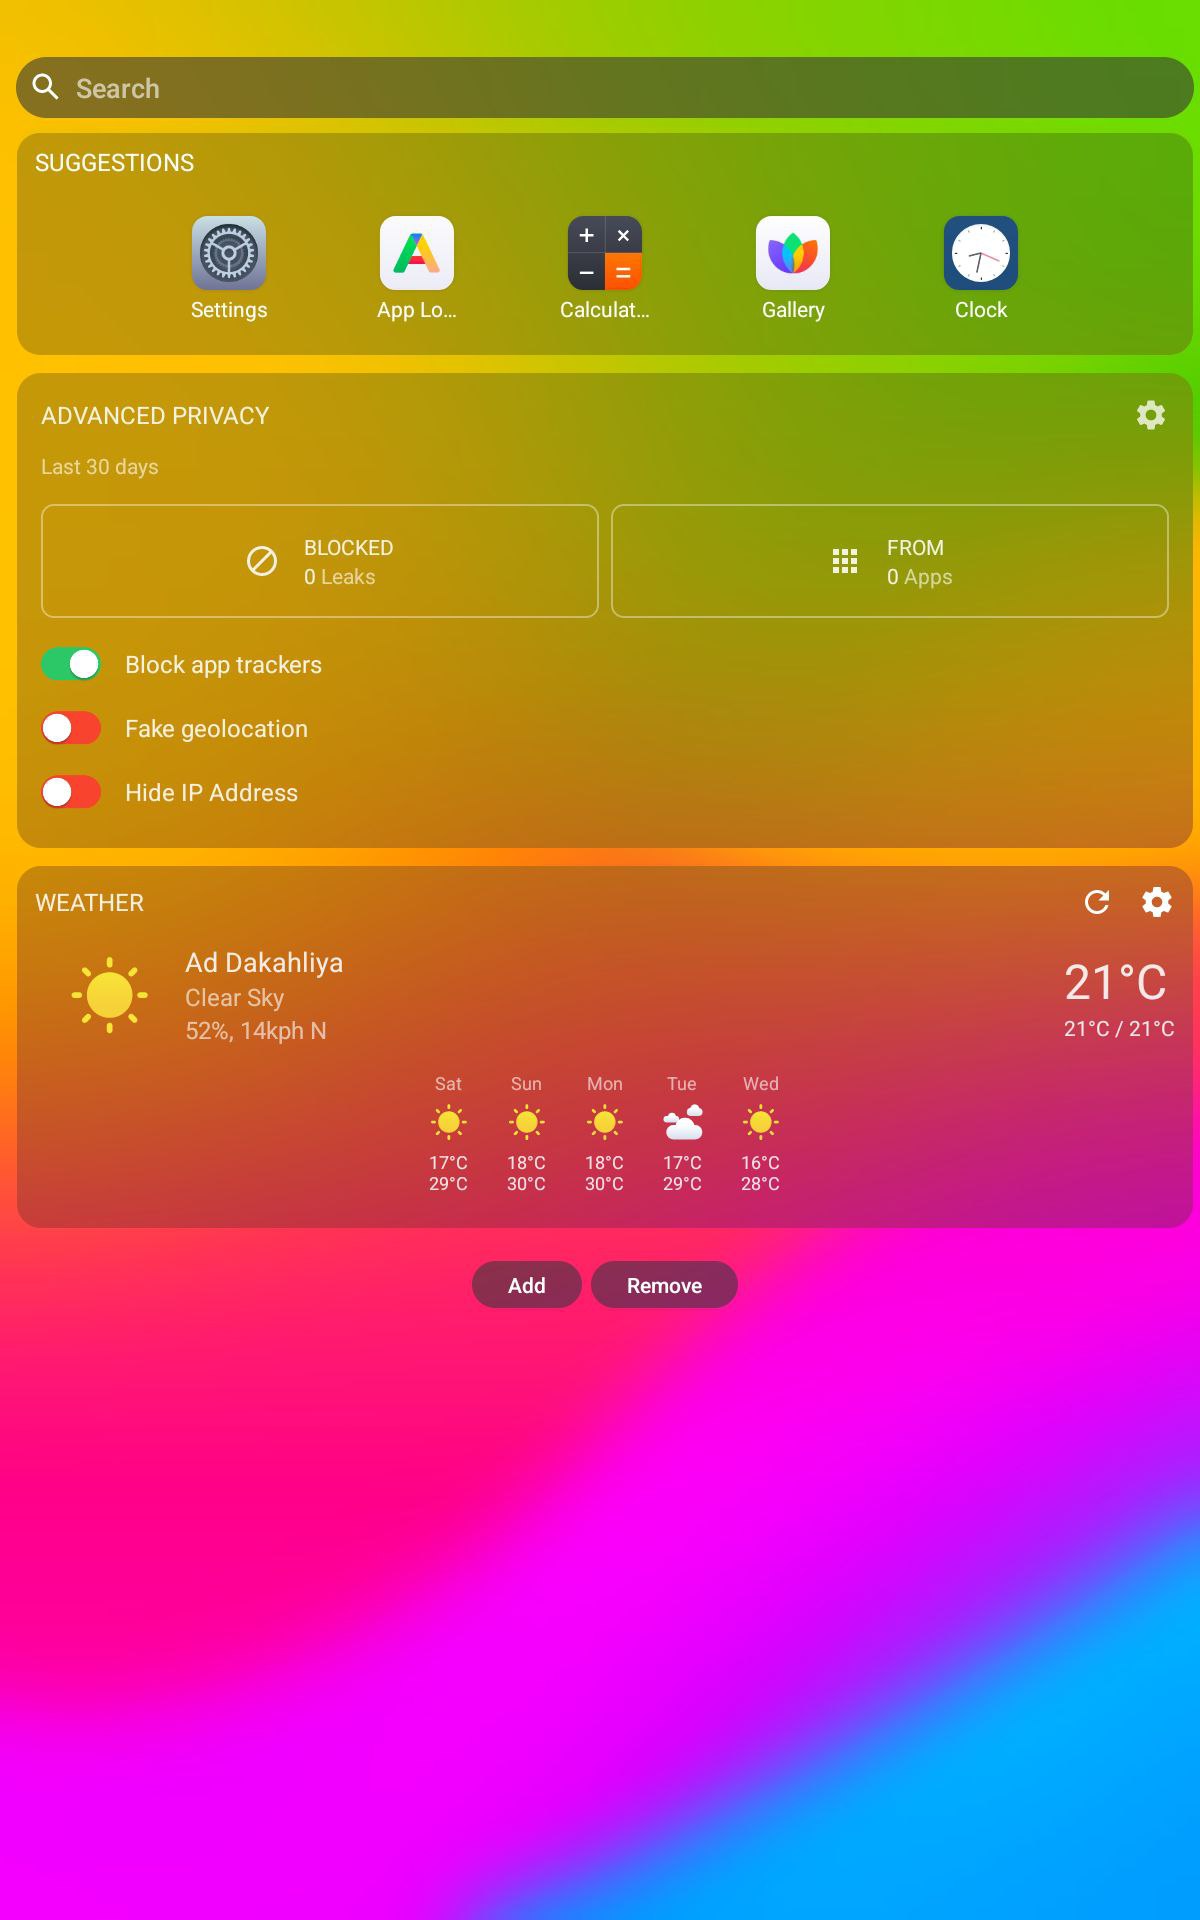 Search
SUGGESTIONS
Settings
App Lo...
Calculat...
Gallery
Clock
ADVANCED PRIVACY
Last 30 days
BLOCKED
0 Leaks
FROM
0 Apps
Block app trackers
Fake geolocation
Hide IP Address
WEATHER
Ad Dakahliya
Clear Sky
52%, 14kph N
21°C
21°C / 21°C
Sat Sun Mon Tue Wed
17°C 18°C 18°C 17°C 16°C
29°C 30°C 30°C 29°C 28°C
Add Remove